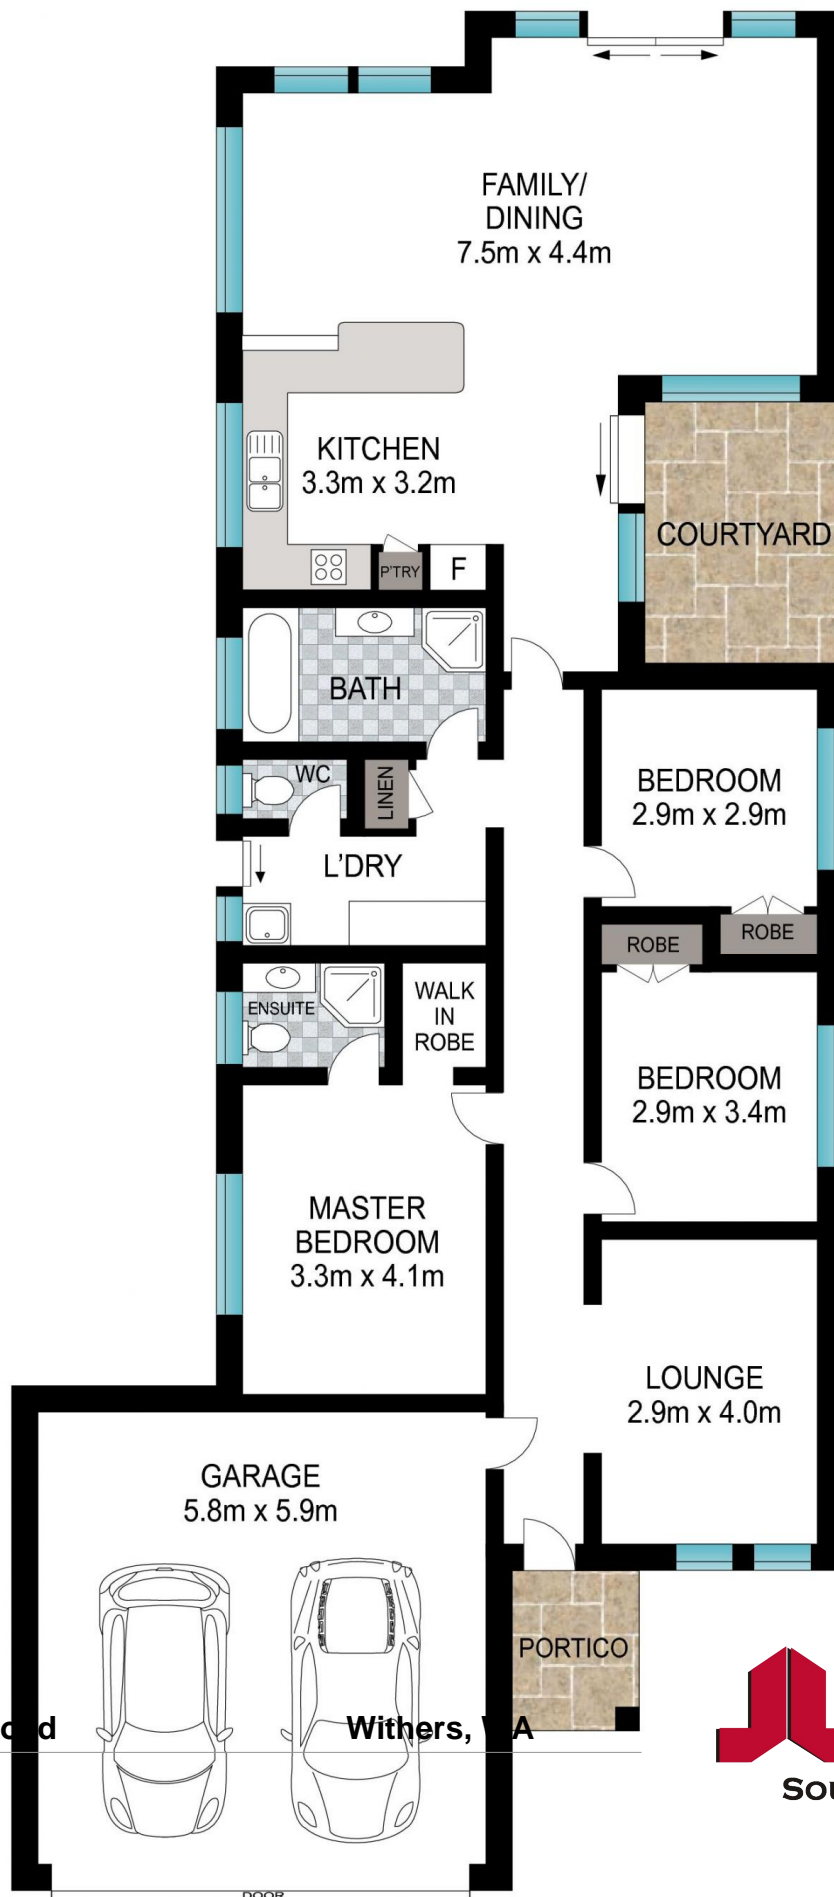 FAMILY/
DINING
7.5m x 4.4m
KITCHEN
3.3m x 3.2m
P'TRY
F
COURTYARD
BATH
WC
LINEN
BEDROOM
2.9m x 2.9m
L'DRY
ROBE
ROBE
ENSUITE
WALK
IN
ROBE
BEDROOM
2.9m x 3.4m
MASTER
BEDROOM
3.3m x 4.1m
LOUNGE
2.9m x 4.0m
GARAGE
5.8m x 5.9m
PORTICO
Withers, WA
DOOR